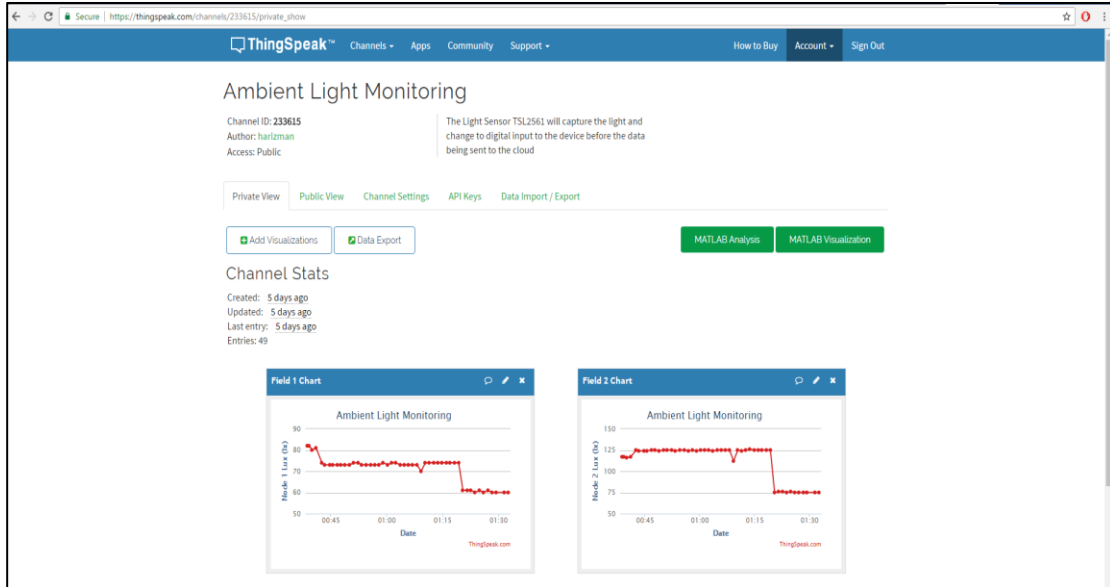 Secure | https://thingspeak.com/channels/233615/private_show
ThingSpeak™ Channels Apps Community Support How to Buy Account Sign Out
Ambient Light Monitoring
Channel ID: 233615
Author: harizman
Access: Public
The Light Sensor TSL2561 will capture the light and
change to digital input to the device before the data
being sent to the cloud
Private View Public View Channel Settings API Keys Data Import / Export
Add Visualizations Data Export MATLAB Analysis MATLAB Visualization
Channel Stats
Created: 5 days ago
Updated: 5 days ago
Last entry: 5 days ago
Entries: 49
Field 1 Chart
Ambient Light Monitoring
Node 1 Lux (lx)
90
80
70
60
50
00:45 01:00 01:15 01:30
Date
ThingSpeak.com
Field 2 Chart
Ambient Light Monitoring
Node 2 Lux (lx)
150
125
100
75
50
00:45 01:00 01:15 01:30
Date
ThingSpeak.com